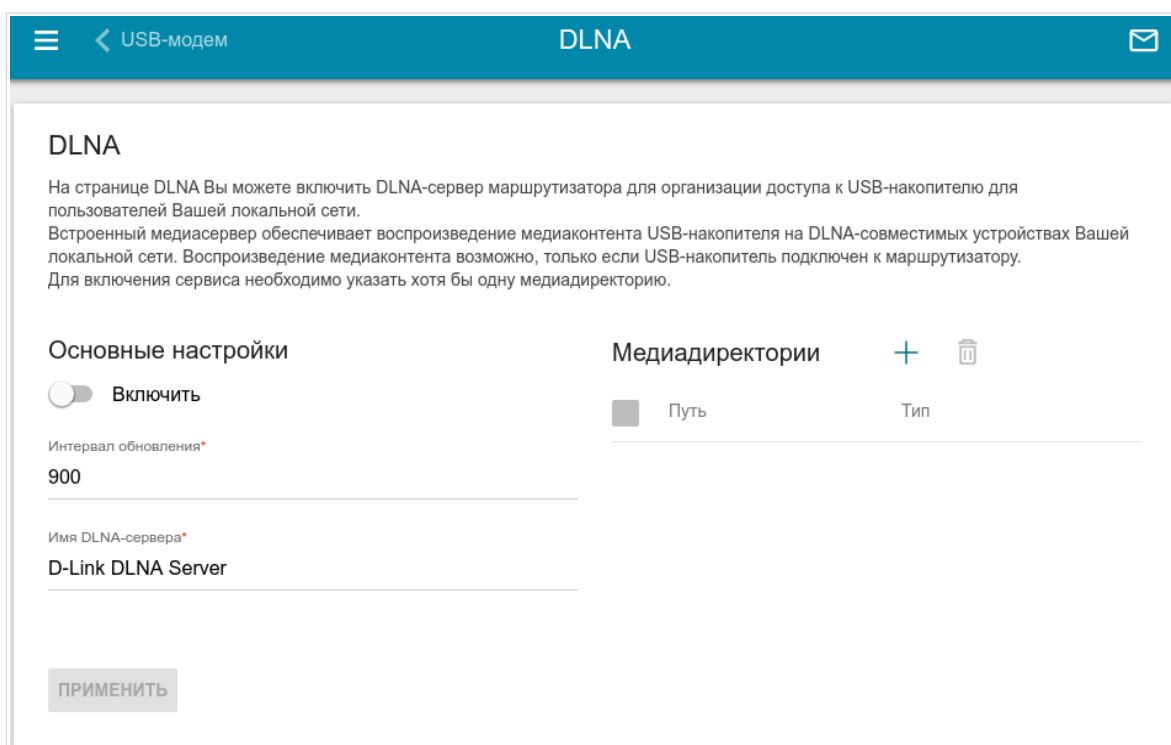 USB-модем
DLNA
DLNA
На странице DLNA Вы можете включить DLNA-сервер маршрутизатора для организации доступа к USB-накопителю для
пользователей Вашей локальной сети.
Встроенный медиасервер обеспечивает воспроизведение медиаконтента USB-накопителя на DLNA-совместимых устройствах Вашей
локальной сети. Воспроизведение медиаконтента возможно, только если USB-накопитель подключен к маршрутизатору.
Для включения сервиса необходимо указать хотя бы одну медиадиректорию.
Основные настройки
Включить
Интервал обновления*
900
Имя DLNA-сервера*
D-Link DLNA Server
ПРИМЕНИТЬ
Медиадиректории
Путь Тип